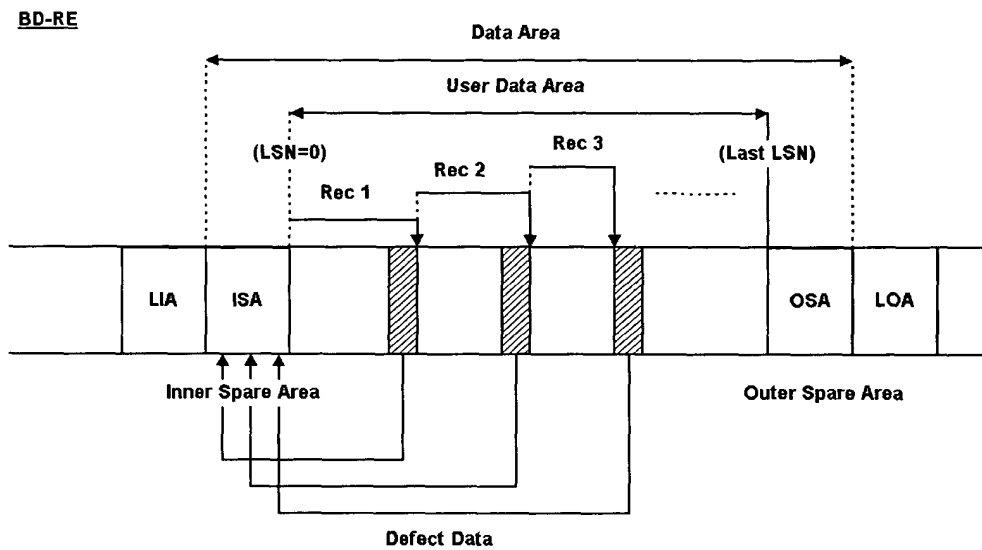 BD-RE
Data Area
User Data Area
(LSN=0)
Rec 1
Rec 2
Rec 3
(Last LSN)
LIA
ISA
OSA
LOA
Inner Spare Area
Outer Spare Area
Defect Data